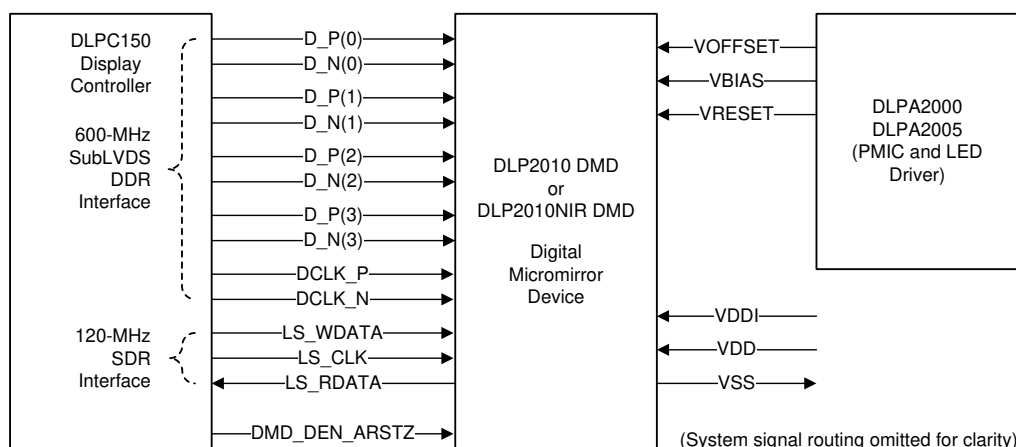 DLPC150
Display
Controller
600-MHz
SubLVDS
DDR
Interface
120-MHz
SDR
Interface
D_P(0)
D_N(0)
D_P(1)
D_N(1)
D_P(2)
D_N(2)
D_P(3)
D_N(3)
DCLK_P
DCLK_N
LS_WDATA
LS_CLK
LS_RDATA
DMD_DEN_ARSTZ
DLP2010 DMD
or
DLP2010NIR DMD
Digital
Micromirror
Device
VOFFSET
VBIAS
VRESET
VDDI
VDD
VSS
DLPA2000
DLPA2005
(PMIC and LED
Driver)
(System signal routing omitted for clarity)